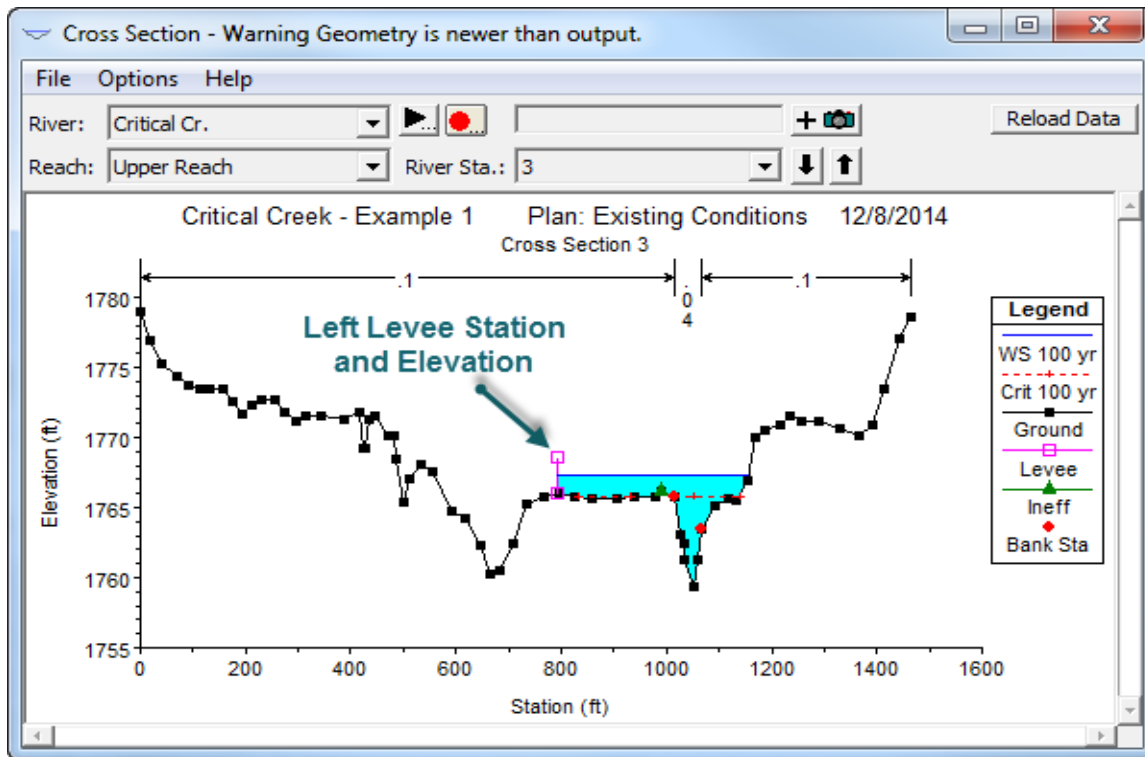 Cross Section - Warning Geometry is newer than output.
File Options Help
River: Critical Cr. Reload Data
Reach: Upper Reach River Sta.: 3
Critical Creek - Example 1 Plan: Existing Conditions 12/8/2014
Cross Section 3
.1 .04 .1
Left Levee Station
and Elevation
Legend
WS 100 yr
Crit 100 yr
Ground
Levee
Ineff
Bank Sta
Elevation (ft)
1780
1775
1770
1765
1760
1755
0 200 400 600 800 1000 1200 1400 1600
Station (ft)